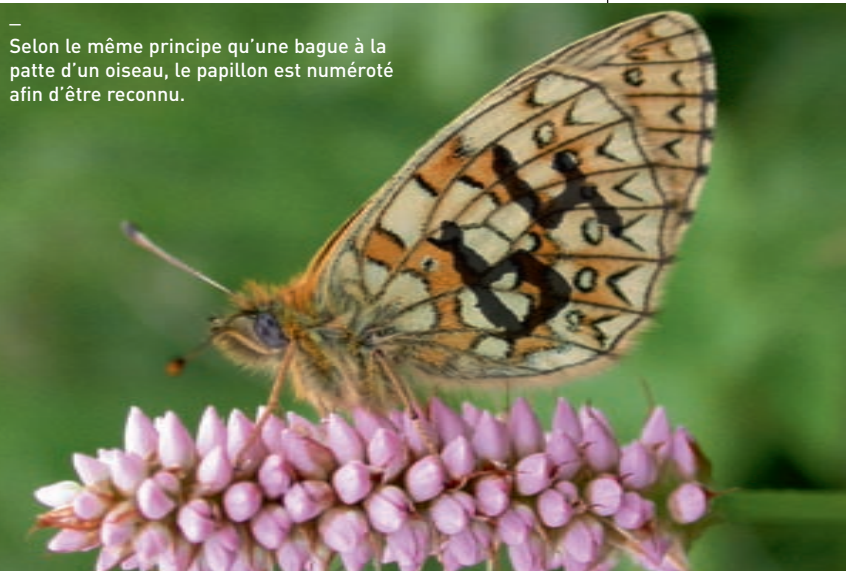 –
Selon le même principe qu'une bague à la
patte d'un oiseau, le papillon est numéroté
afin d'être reconnu.